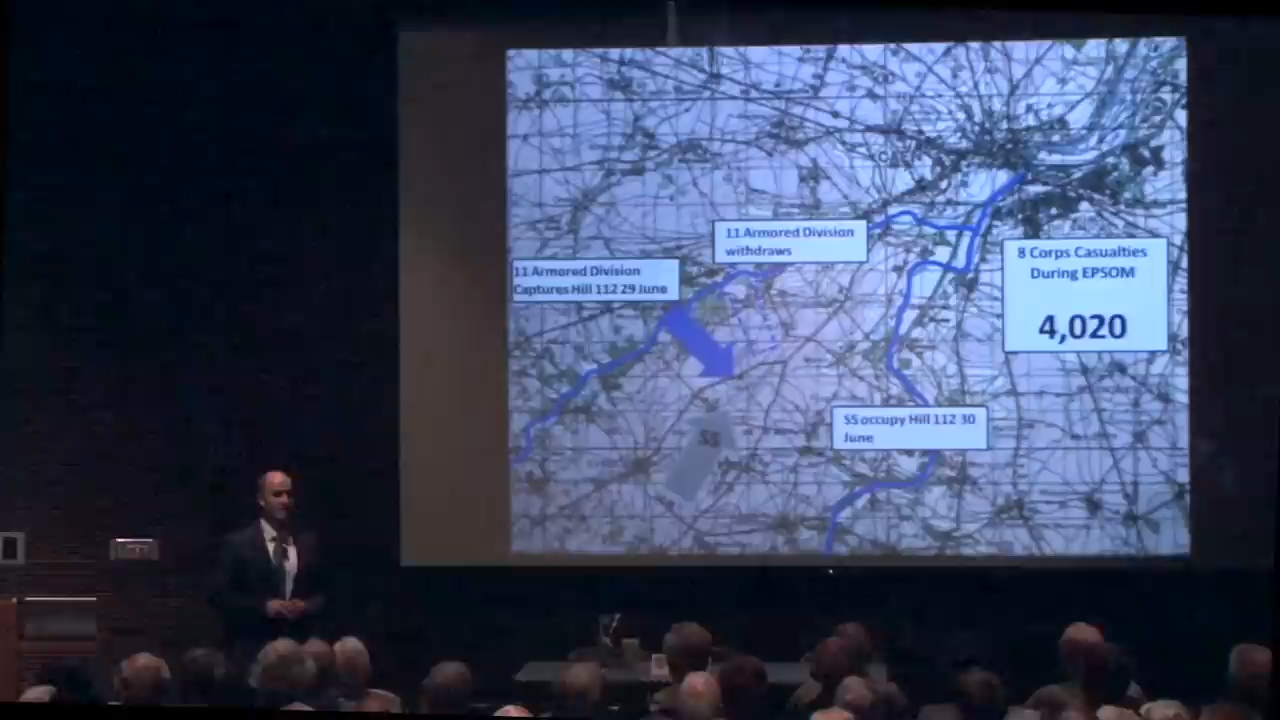 11 Armored Division
withdraws
11 Armored Division
Captures Hill 112 29 June
8 Corps Casualties
During EPSOM
4,020
SS occupy Hill 112 30
June
SS